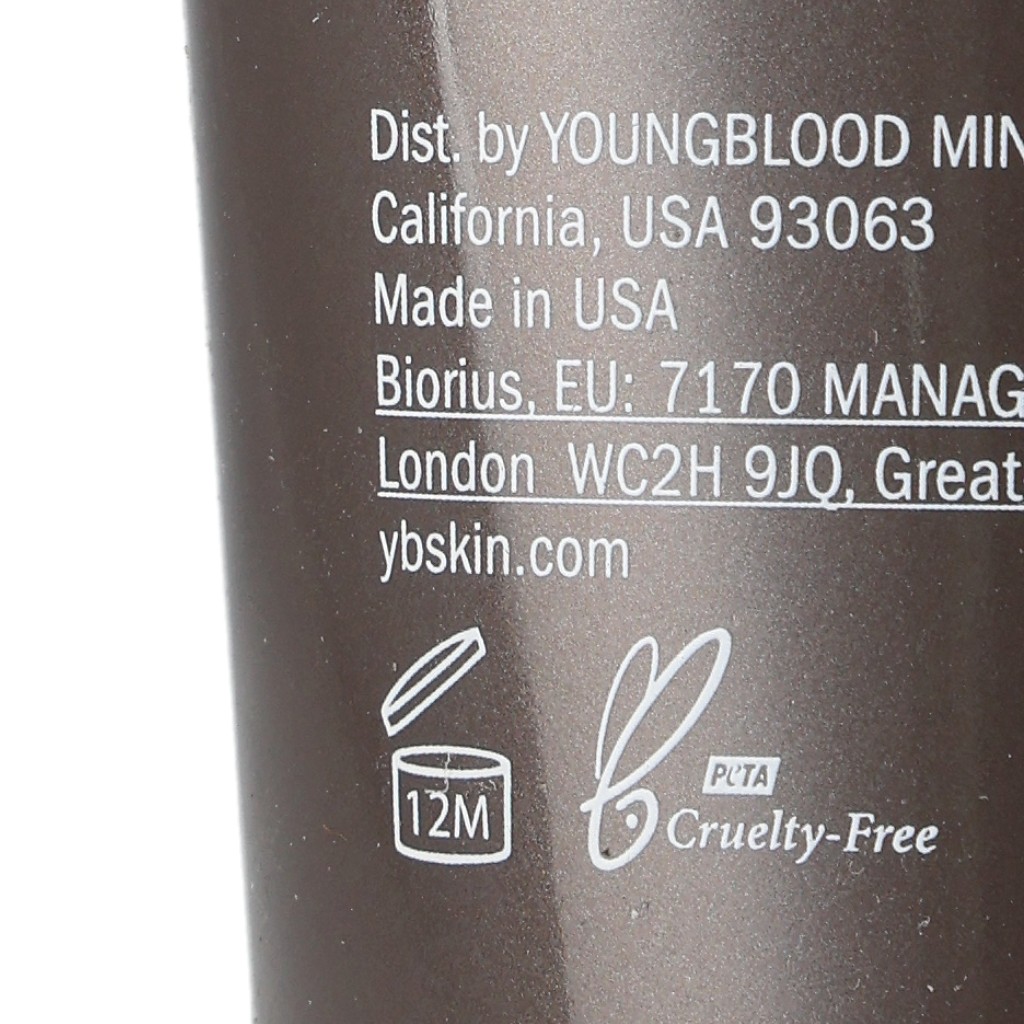 Dist. by YOUNGBLOOD MIN
California, USA 93063
Made in USA
Biorius, EU: 7170 MANAG
London WC2H 9JQ, Great
ybskin.com
12M
PETA
Cruelty-Free